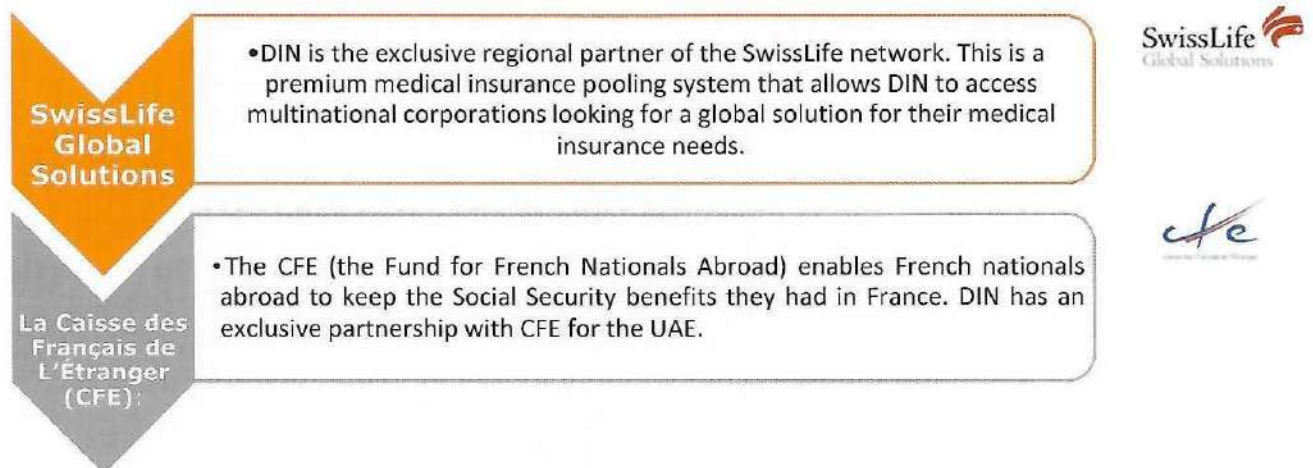 SwissLife
Global
Solutions
•DIN is the exclusive regional partner of the SwissLife network. This is a
premium medical insurance pooling system that allows DIN to access
multinational corporations looking for a global solution for their medical
insurance needs.
SwissLife
Global Solutions
La Caisse des
Français de
L'Étranger
(CFE):
•The CFE (the Fund for French Nationals Abroad) enables French nationals
abroad to keep the Social Security benefits they had in France. DIN has an
exclusive partnership with CFE for the UAE.
cfe